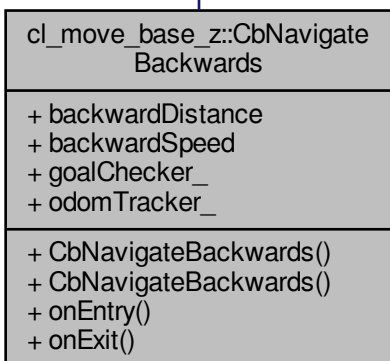 cl_move_base_z::CbNavigate
Backwards
+ backwardDistance
+ backwardSpeed
+ goalChecker_
+ odomTracker_
+ CbNavigateBackwards()
+ CbNavigateBackwards()
+ onEntry()
+ onExit()